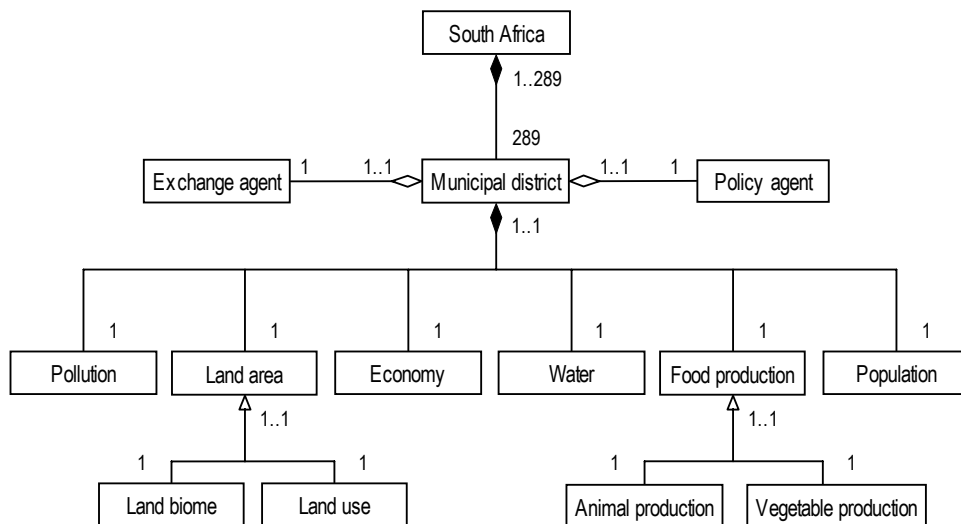 South Africa
1..289
289
Exchange agent
1
1..1
Municipal district
1..1
1
Policy agent
1..1
1
1
1
1
1
1
Pollution
Land area
Economy
Water
Food production
Population
1..1
1..1
1
1
1
1
Land biome
Land use
Animal production
Vegetable production